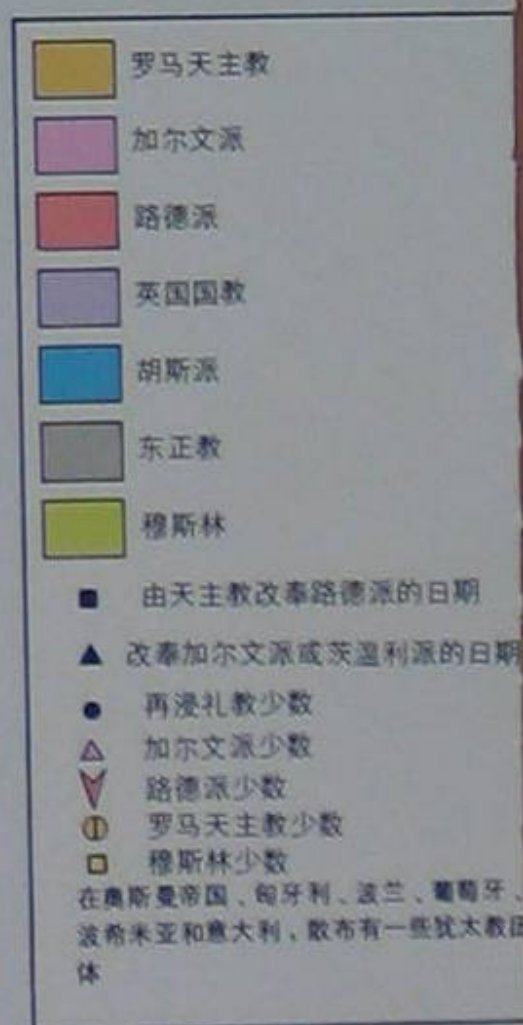 罗马天主教
加尔文派
路德派
英国国教
胡斯派
东正教
穆斯林
由天主教改奉路德派的日期
改奉加尔文派或茨温利派的日期
再浸礼教少数
加尔文派少数
路德派少数
罗马天主教少数
穆斯林少数
在奥斯曼帝国、匈牙利、波兰、葡萄牙、
波希米亚和意大利，散布有一些犹太教团
体